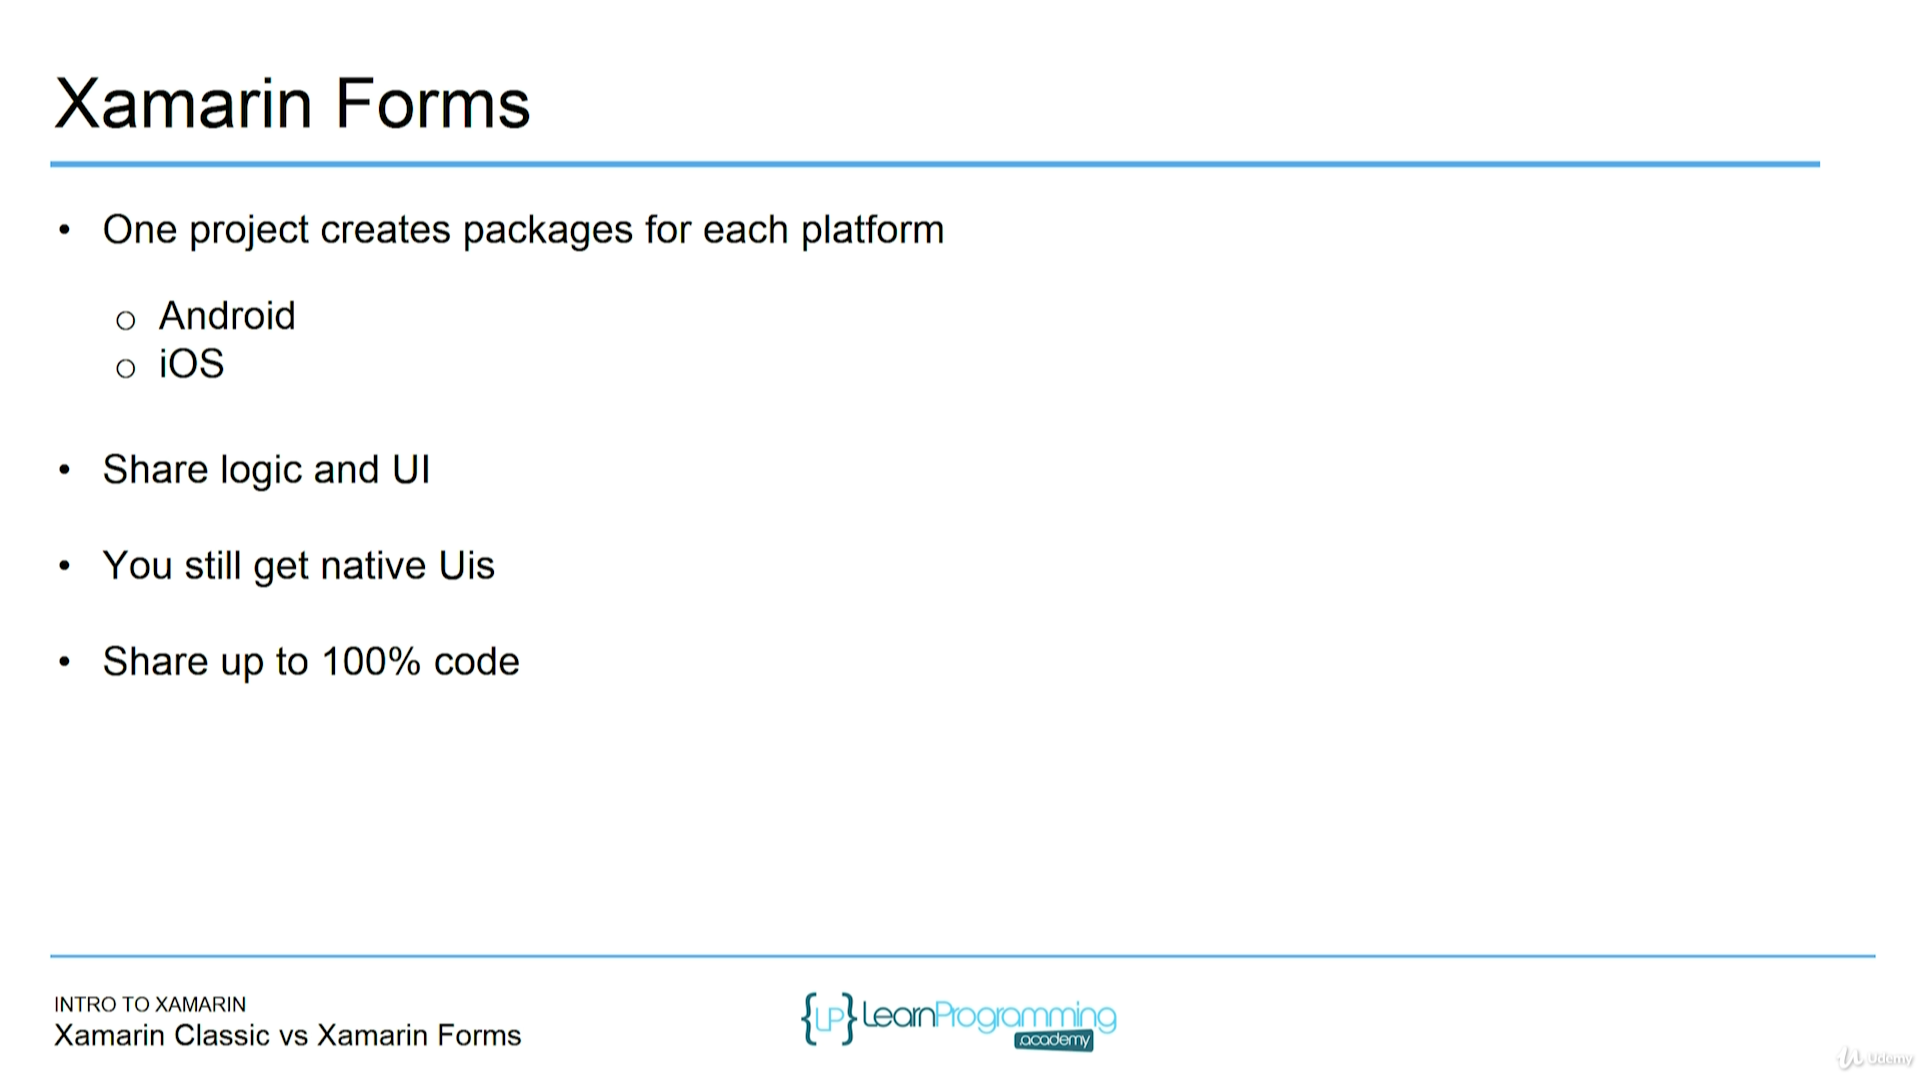 Xamarin Forms
• One project creates packages for each platform
o Android
o iOS
• Share logic and UI
• You still get native Uis
• Share up to 100% code
INTRO TO XAMARIN
Xamarin Classic vs Xamarin Forms
{LP} LearnProgramming
academy
Udemy